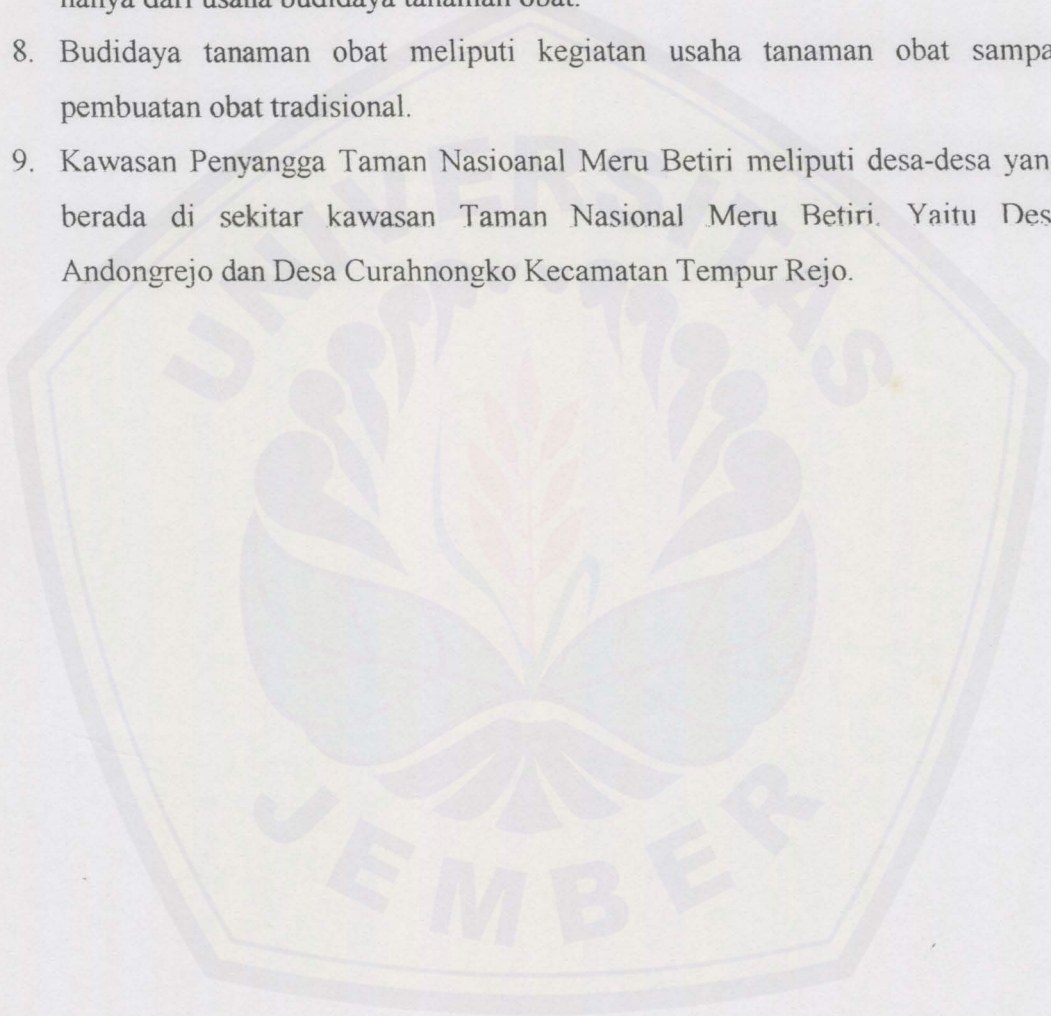 hanya dari usaha budidaya tanaman obat.
8. Budidaya tanaman obat meliputi kegiatan usaha tanaman obat sampa
pembuatan obat tradisional.
9. Kawasan Penyangga Taman Nasioanal Meru Betiri meliputi desa-desa yan
berada di sekitar kawasan Taman Nasional Meru Betiri. Yaitu Des
Andongrejo dan Desa Curahnongko Kecamatan Tempur Rejo.
UNIVERSITAS
JEMBER